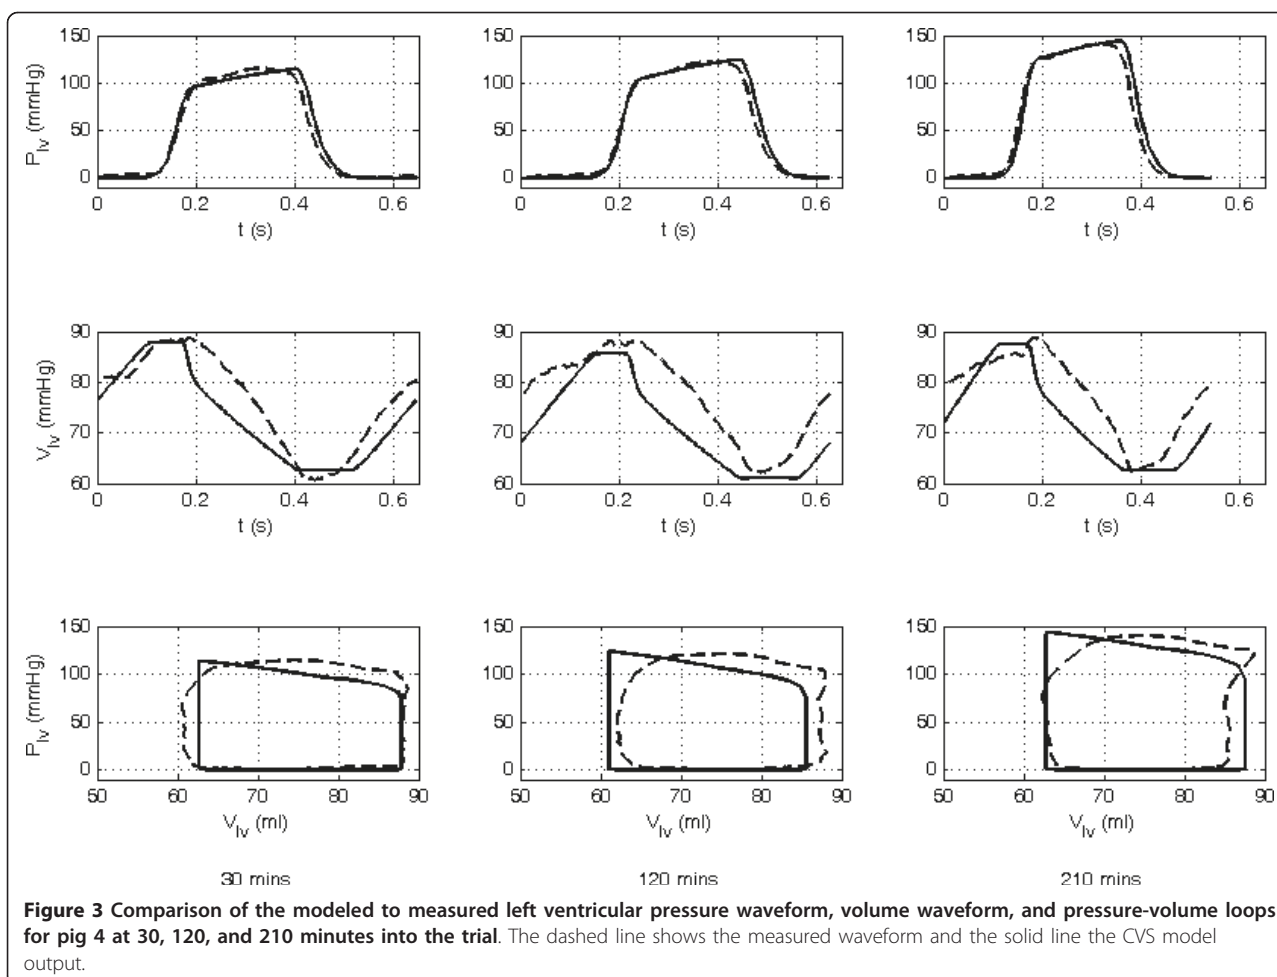 150
100
50
0
P_lv (mmHg)
0 0.2 0.4 0.6
t (s)
150
100
50
0
0 0.2 0.4 0.6
t (s)
150
100
50
0
0 0.2 0.4 0.6
t (s)
90
80
70
60
V_lv (mmHg)
0 0.2 0.4 0.6
t (s)
90
80
70
60
0 0.2 0.4 0.6
t (s)
90
80
70
60
0 0.2 0.4 0.6
t (s)
150
100
50
0
P_lv (mmHg)
50 60 70 80 90
V_lv (ml)
150
100
50
0
50 60 70 80 90
V_lv (ml)
150
100
50
0
50 60 70 80 90
V_lv (ml)
30 mins 120 mins 210 mins
Figure 3 Comparison of the modeled to measured left ventricular pressure waveform, volume waveform, and pressure-volume loops
for pig 4 at 30, 120, and 210 minutes into the trial. The dashed line shows the measured waveform and the solid line the CVS model
output.